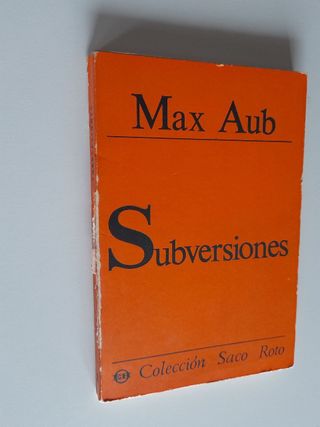 Max Aub
Subversiones
Colección Saco Roto